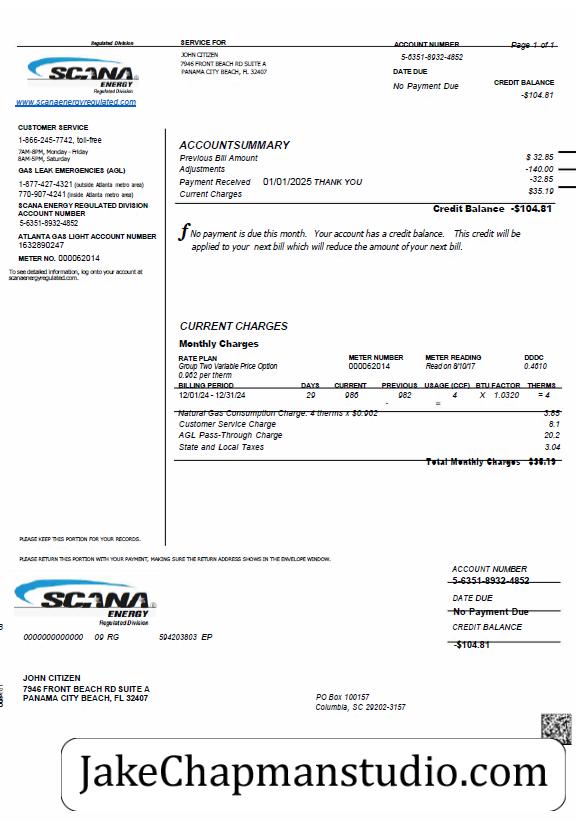 Regulated Division
SCANA
ENERGY
Regulated Division
www.scanaenergyregulated.com
SERVICE FOR
JOHN CITIZEN
7946 FRONT BEACH RD SUITE A
PANAMA CITY BEACH, FL 32407
ACCOUNT NUMBER
5-6351-8932-4852
DATE DUE
No Payment Due
Page 1 of 1
CREDIT BALANCE
-$104.81
CUSTOMER SERVICE
1-866-245-7742, toll-free
7AM-8PM, Monday - Friday
8AM-5PM, Saturday
GAS LEAK EMERGENCIES (AGL)
1-877-427-4321 (outside Atlanta metro area)
770-907-4241 (inside Atlanta metro area)
SCANA ENERGY REGULATED DIVISION
ACCOUNT NUMBER
5-6351-8932-4852
ATLANTA GAS LIGHT ACCOUNT NUMBER
1632890247
METER NO. 000062014
To see detailed information, log onto your account at
scanaenergyregulated.com.
ACCOUNTSUMMARY
Previous Bill Amount $ 32.85
Adjustments -140.00
Payment Received 01/01/2025 THANK YOU -32.85
Current Charges $35.19
Credit Balance -$104.81
f No payment is due this month. Your account has a credit balance. This credit will be
applied to your next bill which will reduce the amount of your next bill.
CURRENT CHARGES
Monthly Charges
RATE PLAN METER NUMBER METER READING DDDC
Group Two Variable Price Option 000062014 Read on 8/10/17 0.4610
0.962 per therm
BILLING PERIOD DAYS CURRENT PREVIOUS USAGE (CCF) BTU FACTOR THERMS
12/01/24 - 12/31/24 29 986 982 4 X 1.0320 = 4
- =
Natural Gas Consumption Charge: 4 therms x $0.962 3.85
Customer Service Charge 8.1
AGL Pass-Through Charge 20.2
State and Local Taxes 3.04
Total Monthly Charges $35.19
PLEASE KEEP THIS PORTION FOR YOUR RECORDS.
PLEASE RETURN THIS PORTION WITH YOUR PAYMENT, MAKING SURE THE RETURN ADDRESS SHOWS IN THE ENVELOPE WINDOW.
SCANA
ENERGY
Regulated Division
ACCOUNT NUMBER
5-6351-8932-4852
DATE DUE
No Payment Due
CREDIT BALANCE
-$104.81
0000000000000 09 RG 594203803 EP
JOHN CITIZEN
7946 FRONT BEACH RD SUITE A
PANAMA CITY BEACH, FL 32407
PO Box 100157
Columbia, SC 29202-3157
JakeChapmanstudio.com